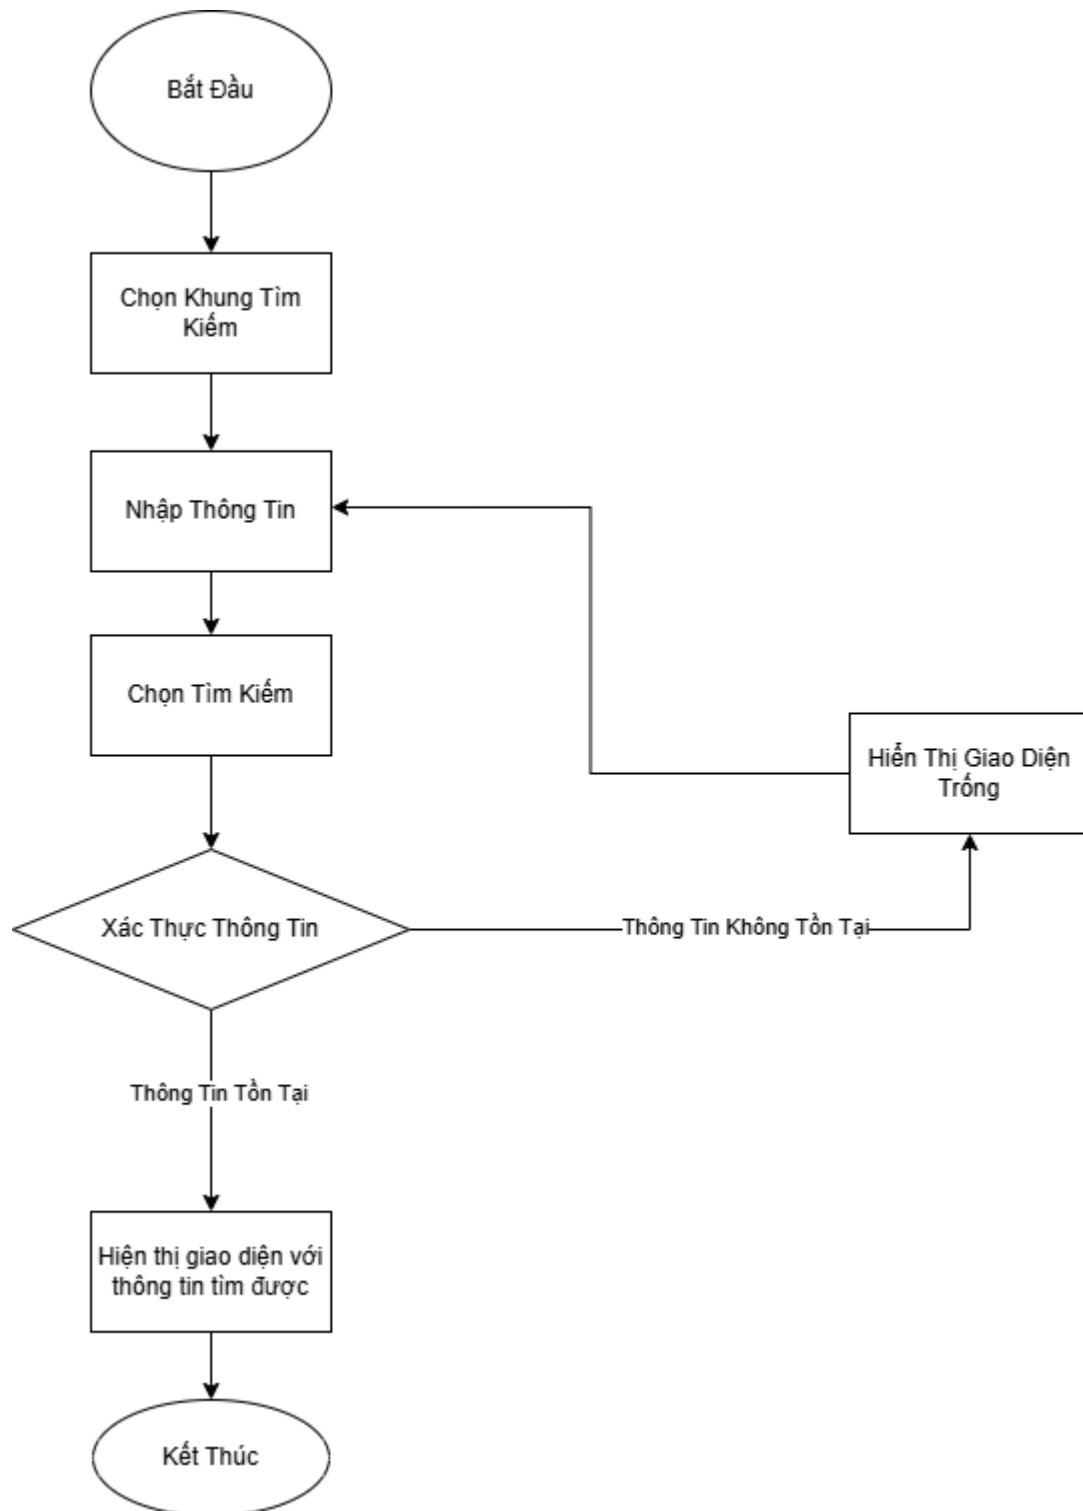 Bắt Đầu
Chọn Khung Tìm
Kiếm
Nhập Thông Tin
Chọn Tìm Kiếm
Hiển Thị Giao Diện
Trống
Xác Thực Thông Tin
Thông Tin Không Tồn Tại
Thông Tin Tồn Tại
Hiện thị giao diện với
thông tin tìm được
Kết Thúc